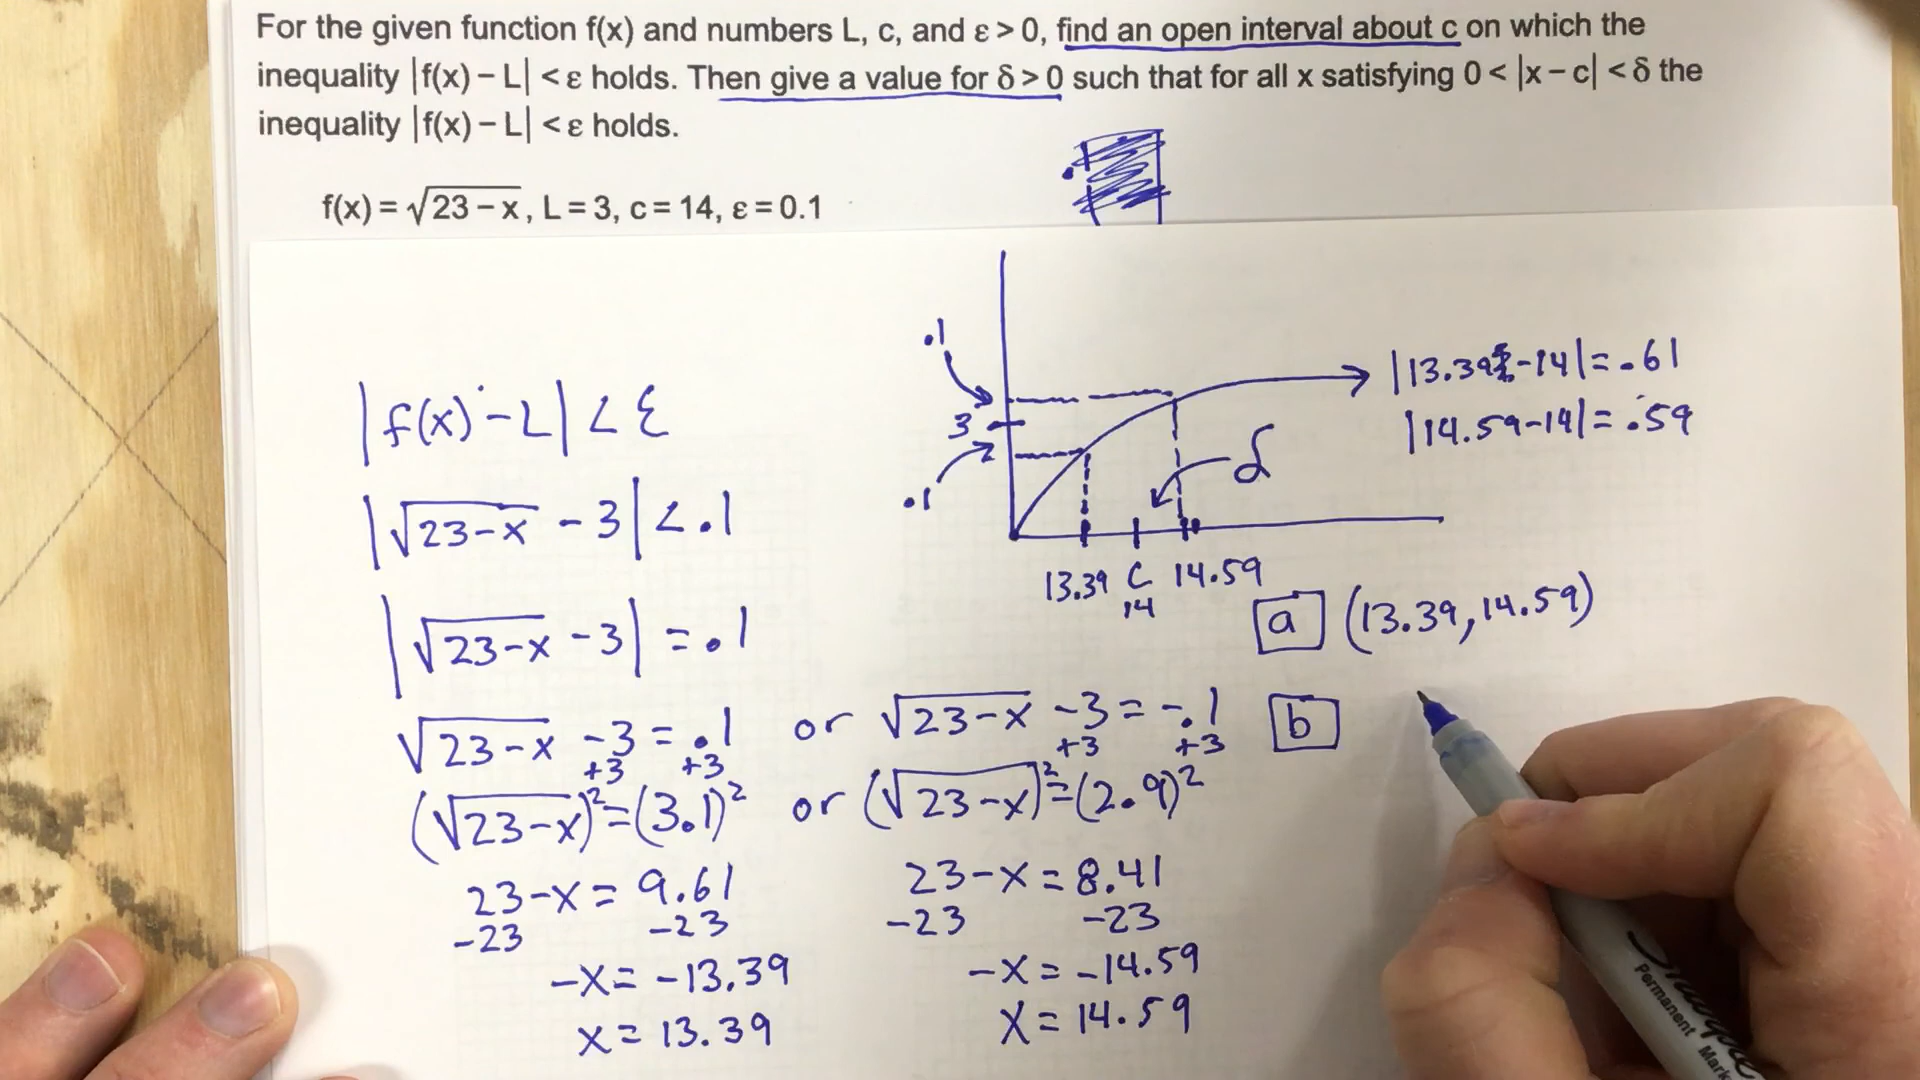 For the given function f(x) and numbers L, c, and ε > 0, find an open interval about c on which the
inequality |f(x) − L| < ε holds. Then give a value for δ > 0 such that for all x satisfying 0 < |x − c| < δ the
inequality |f(x) − L| < ε holds.
f(x) = √23 − x, L = 3, c = 14, ε = 0.1
|f(x) - L| < ε
|√23-x - 3| < .1
|√23-x - 3| = .1
√23-x - 3 = .1 or √23-x - 3 = -.1
+3 +3 +3 +3
(√23-x)² = (3.1)² or (√23-x)² = (2.9)²
23-x = 9.61 23-x = 8.41
-23 -23 -23 -23
-x = -13.39 -x = -14.59
x = 13.39 x = 14.59
.1
3
.1
δ
13.39 c 14.59
14
|13.39-14| = .61
|14.59-14| = .59
a (13.39, 14.59)
b
Permanent